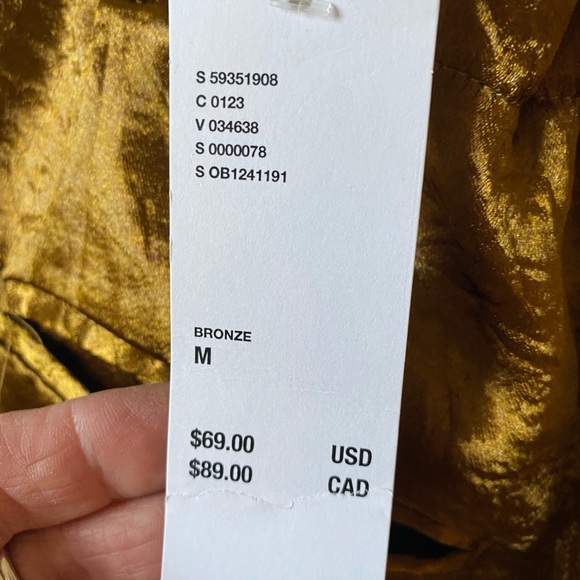 S 59351908
C 0123
V 034638
S 0000078
S OB1241191
BRONZE
M
$69.00 USD
$89.00 CAD